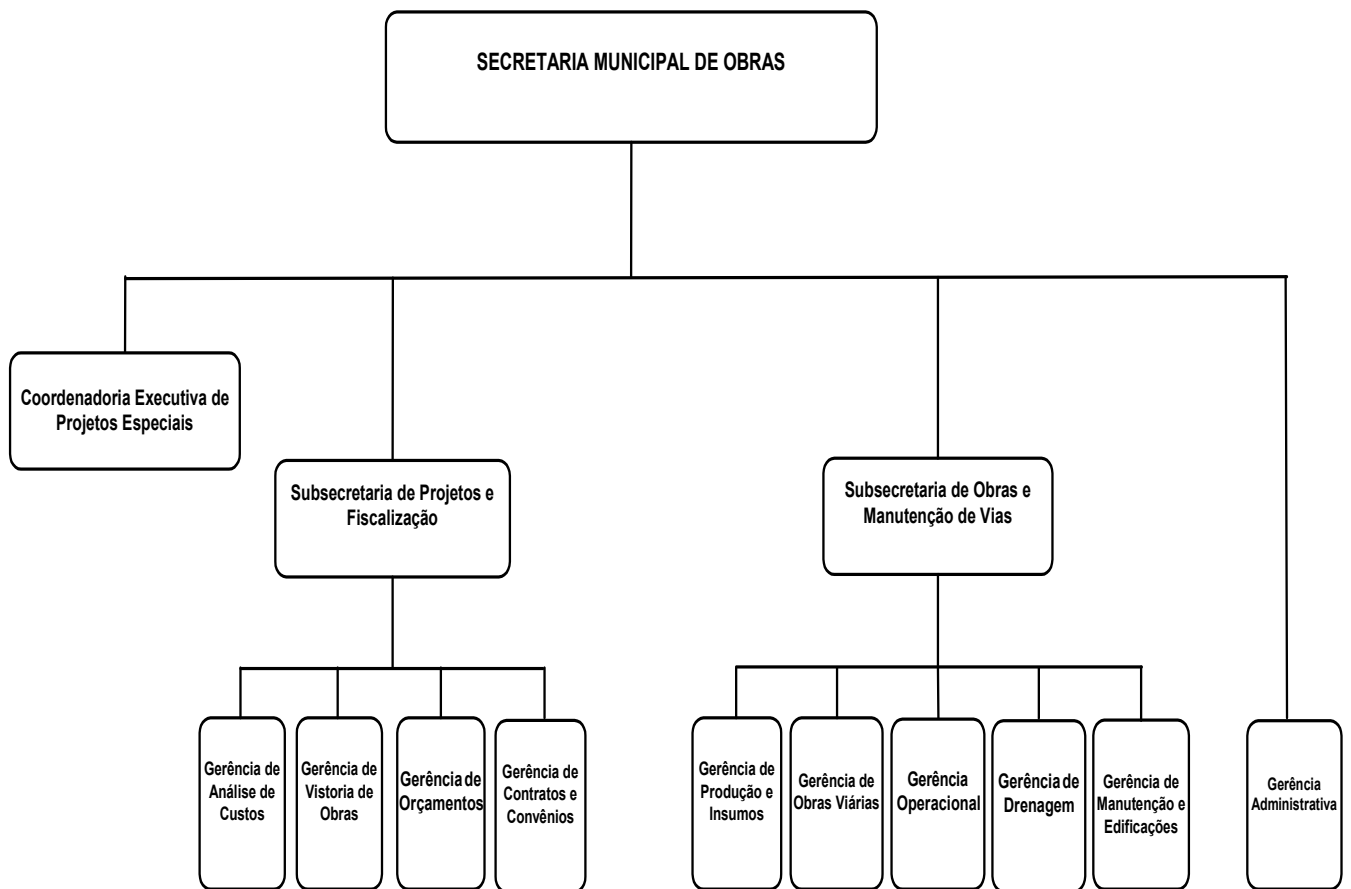 SECRETARIA MUNICIPAL DE OBRAS
Coordenadoria Executiva de
Projetos Especiais
Subsecretaria de Projetos e
Fiscalização
Subsecretaria de Obras e
Manutenção de Vias
Gerência de
Análise de
Custos
Gerência de
Vistoria de
Obras
Gerência de
Orçamentos
Gerência de
Contratos e
Convênios
Gerência de
Produção e
Insumos
Gerência de
Obras Viárias
Gerência
Operacional
Gerência de
Drenagem
Gerência de
Manutenção e
Edificações
Gerência
Administrativa